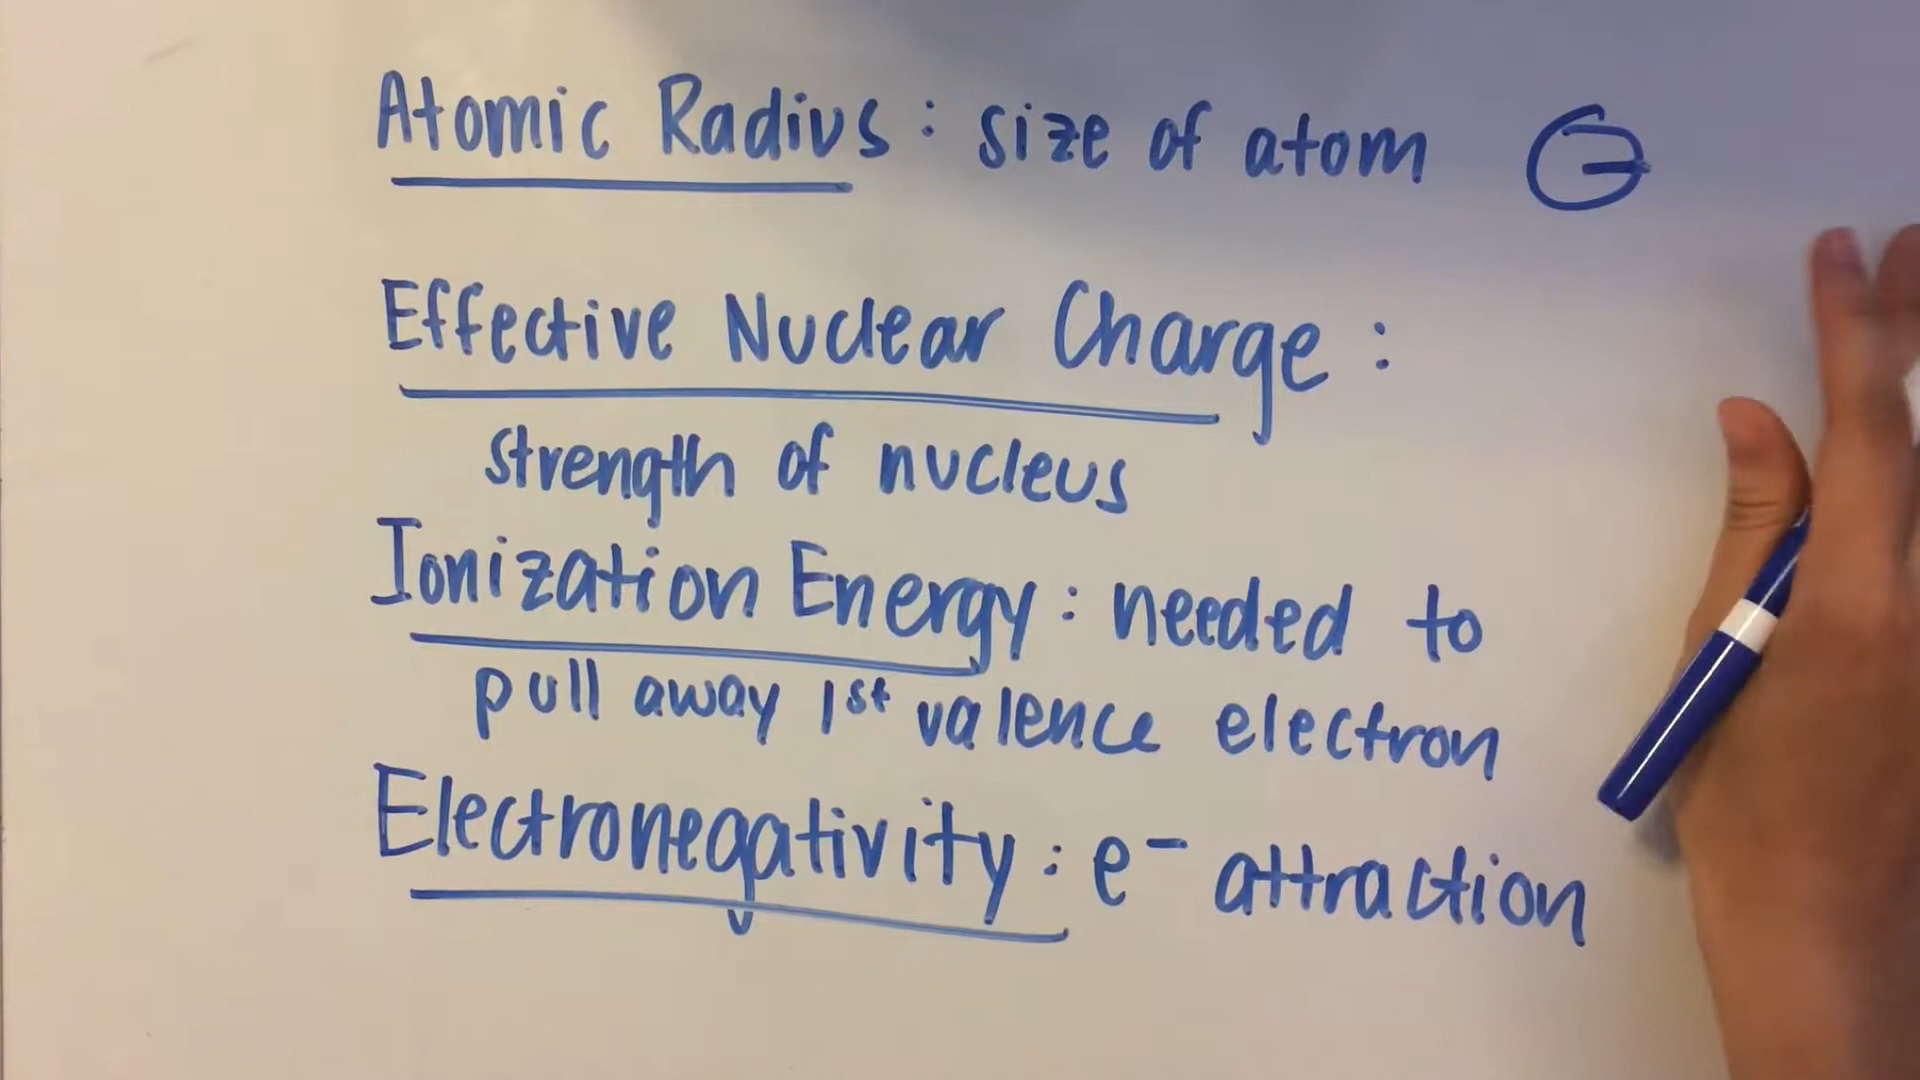 Atomic Radius: size of atom
Effective Nuclear Charge:
strength of nucleus
Ionization Energy: needed to
pull away 1st valence electron
Electronegativity: e⁻ attraction